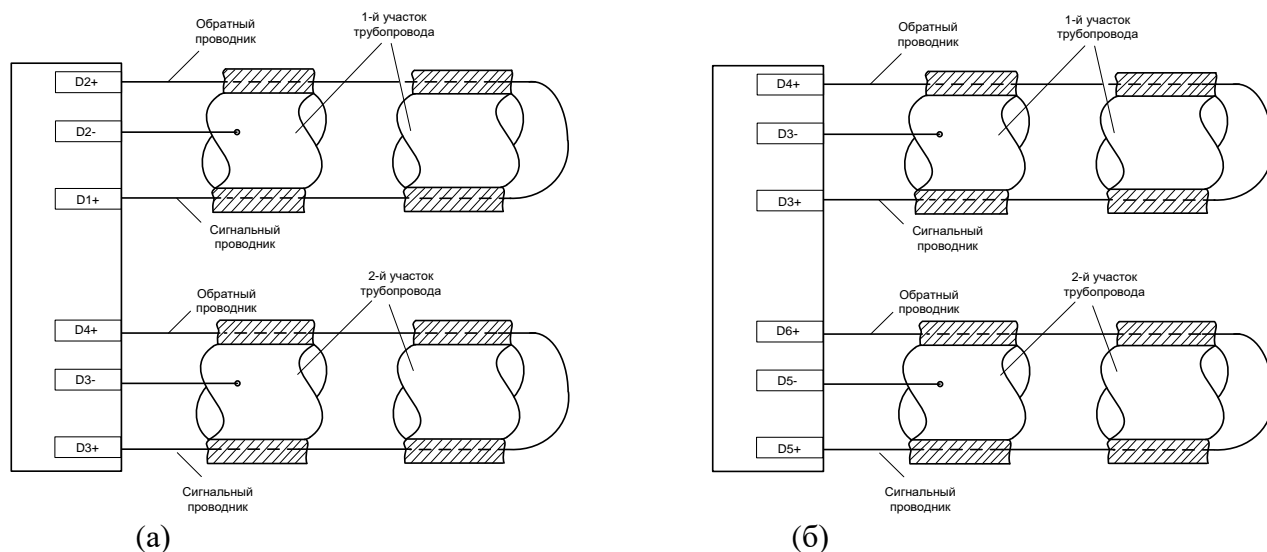 Обратный
проводник
1-й участок
трубопровода
D2+
D2-
D1+
Сигнальный
проводник
Обратный
проводник
2-й участок
трубопровода
D4+
D3-
D3+
Сигнальный
проводник
(а)
Обратный
проводник
1-й участок
трубопровода
D4+
D3-
D3+
Сигнальный
проводник
Обратный
проводник
2-й участок
трубопровода
D6+
D5-
D5+
Сигнальный
проводник
(б)